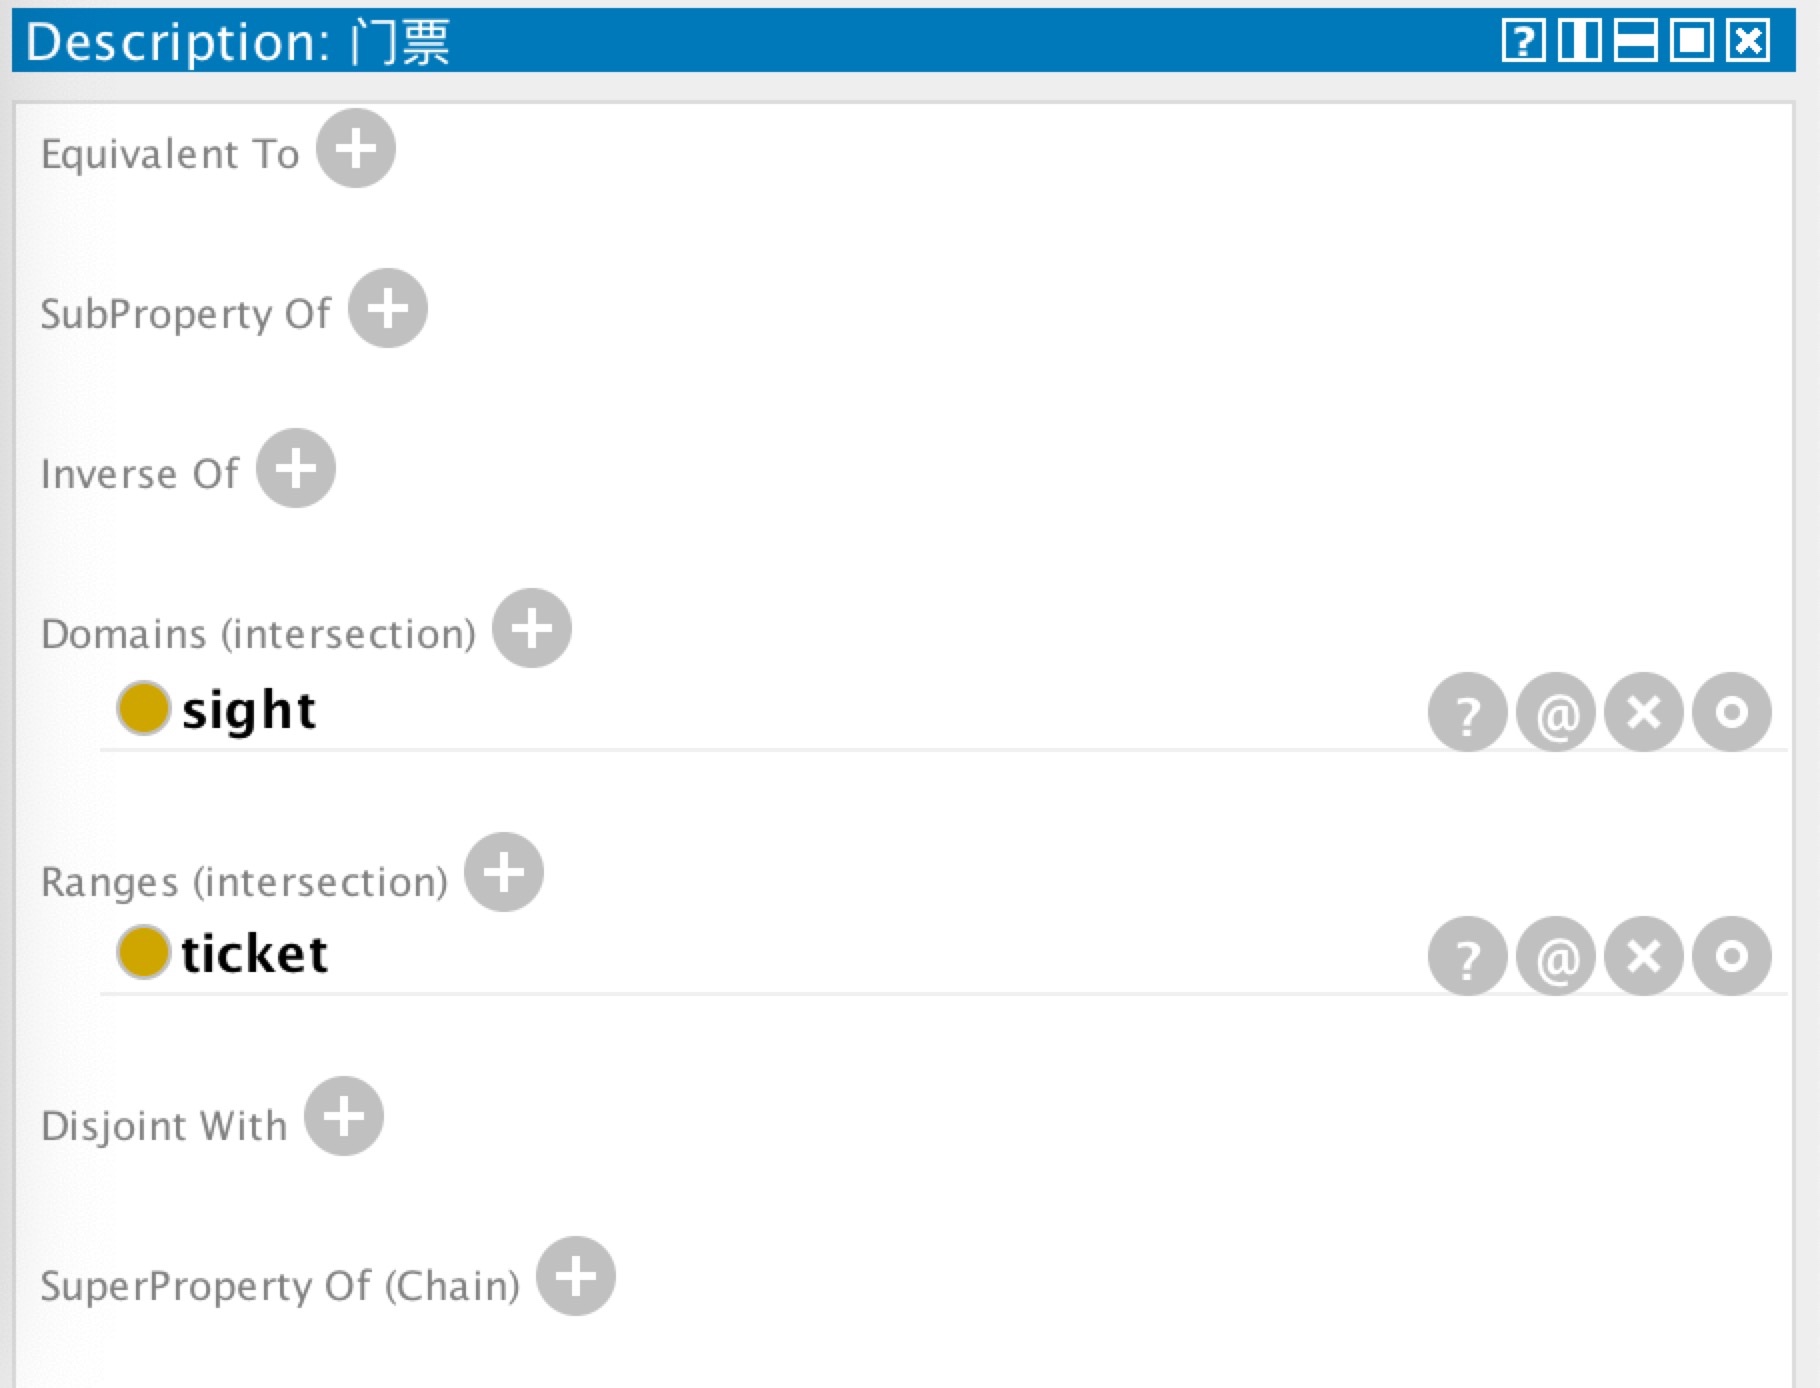 Description: 门票
Equivalent To
SubProperty Of
Inverse Of
Domains (intersection)
sight
Ranges (intersection)
ticket
Disjoint With
SuperProperty Of (Chain)